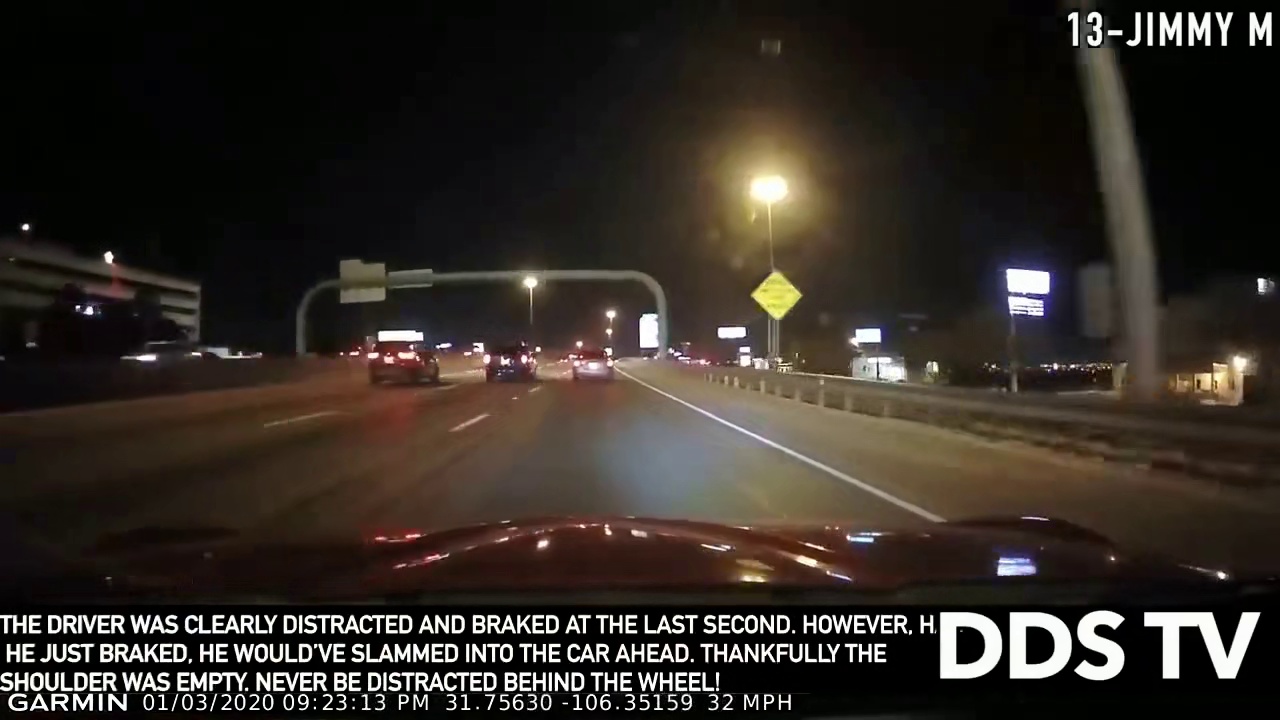 13-JIMMY M
THE DRIVER WAS CLEARLY DISTRACTED AND BRAKED AT THE LAST SECOND. HOWEVER, H
HE JUST BRAKED, HE WOULD'VE SLAMMED INTO THE CAR AHEAD. THANKFULLY THE
SHOULDER WAS EMPTY. NEVER BE DISTRACTED BEHIND THE WHEEL!
DDS TV
GARMIN 01/03/2020 09:23:13 PM 31.75630 -106.35159 32 MPH